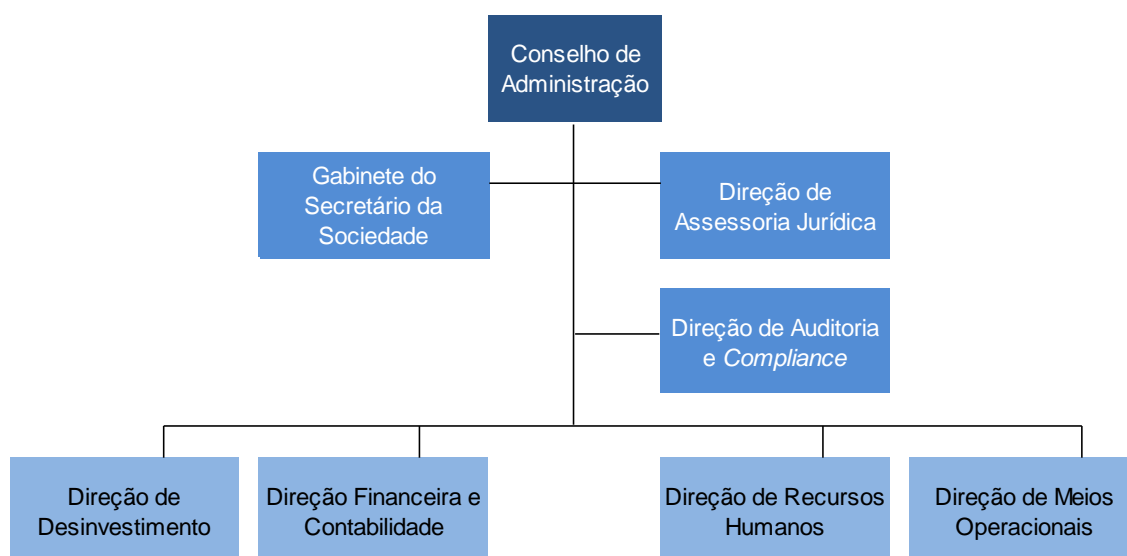 Conselho de
Administração
Gabinete do
Secretário da
Sociedade
Direção de
Assessoria Jurídica
Direção de Auditoria
e Compliance
Direção de
Desinvestimento
Direção Financeira e
Contabilidade
Direção de Recursos
Humanos
Direção de Meios
Operacionais